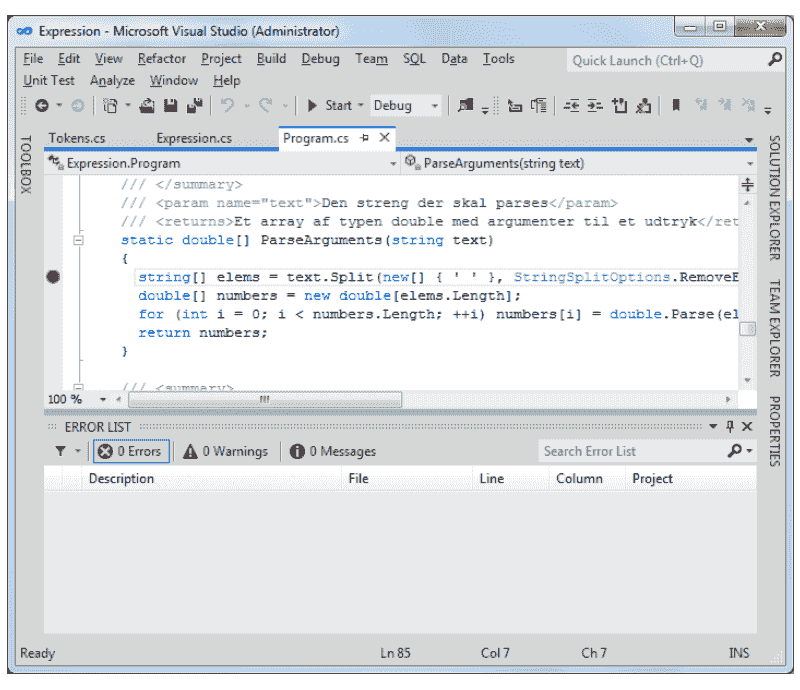 Expression - Microsoft Visual Studio (Administrator)
File Edit View Refactor Project Build Debug Team SQL Data Tools Quick Launch (Ctrl+Q)
Unit Test Analyze Window Help
Start Debug
TOOLBOX
Tokens.cs Expression.cs Program.cs
Expression.Program ParseArguments(string text)
/// </summary>
/// <param name="text">Den streng der skal parses</param>
/// <returns>Et array af typen double med argumenter til et udtryk</ret
static double[] ParseArguments(string text)
{
string[] elems = text.Split(new[] { ' ' }, StringSplitOptions.RemoveE
double[] numbers = new double[elems.Length];
for (int i = 0; i < numbers.Length; ++i) numbers[i] = double.Parse(el
return numbers;
}
/// <summary>
100 %
SOLUTION EXPLORER
TEAM EXPLORER
PROPERTIES
ERROR LIST
0 Errors 0 Warnings 0 Messages Search Error List
Description File Line Column Project
Ready Ln 85 Col 7 Ch 7 INS